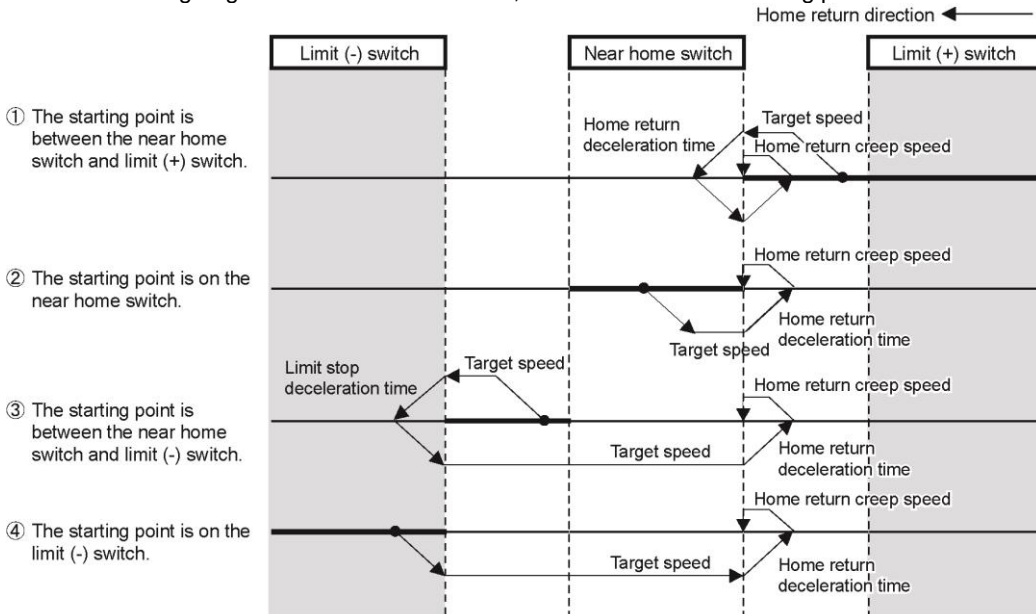 Home return direction
Limit (-) switch
Near home switch
Limit (+) switch
① The starting point is
between the near home
switch and limit (+) switch.
Home return
deceleration time
Target speed
Home return creep speed
② The starting point is on the
near home switch.
Home return creep speed
Target speed
Home return
deceleration time
Limit stop
deceleration time
Target speed
③ The starting point is
between the near home
switch and limit (-) switch.
Home return creep speed
Target speed
Home return
deceleration time
④ The starting point is on the
limit (-) switch.
Home return creep speed
Target speed
Home return
deceleration time